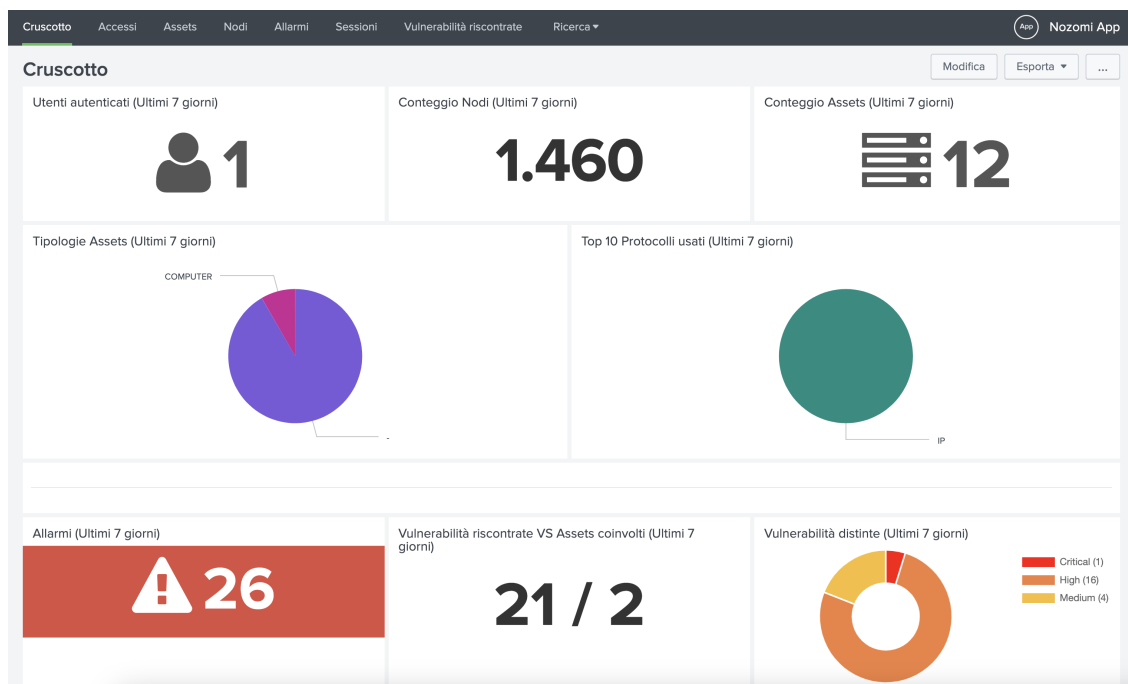 Cruscotto Accessi Assets Nodi Allarmi Sessioni Vulnerabilità riscontrate Ricerca App Nozomi App
Cruscotto Modifica Esporta ...
Utenti autenticati (Ultimi 7 giorni)
1
Conteggio Nodi (Ultimi 7 giorni)
1.460
Conteggio Assets (Ultimi 7 giorni)
12
Tipologie Assets (Ultimi 7 giorni)
COMPUTER
-
Top 10 Protocolli usati (Ultimi 7 giorni)
IP
Allarmi (Ultimi 7 giorni)
26
Vulnerabilità riscontrate VS Assets coinvolti (Ultimi 7
giorni)
21 / 2
Vulnerabilità distinte (Ultimi 7 giorni)
Critical (1)
High (16)
Medium (4)